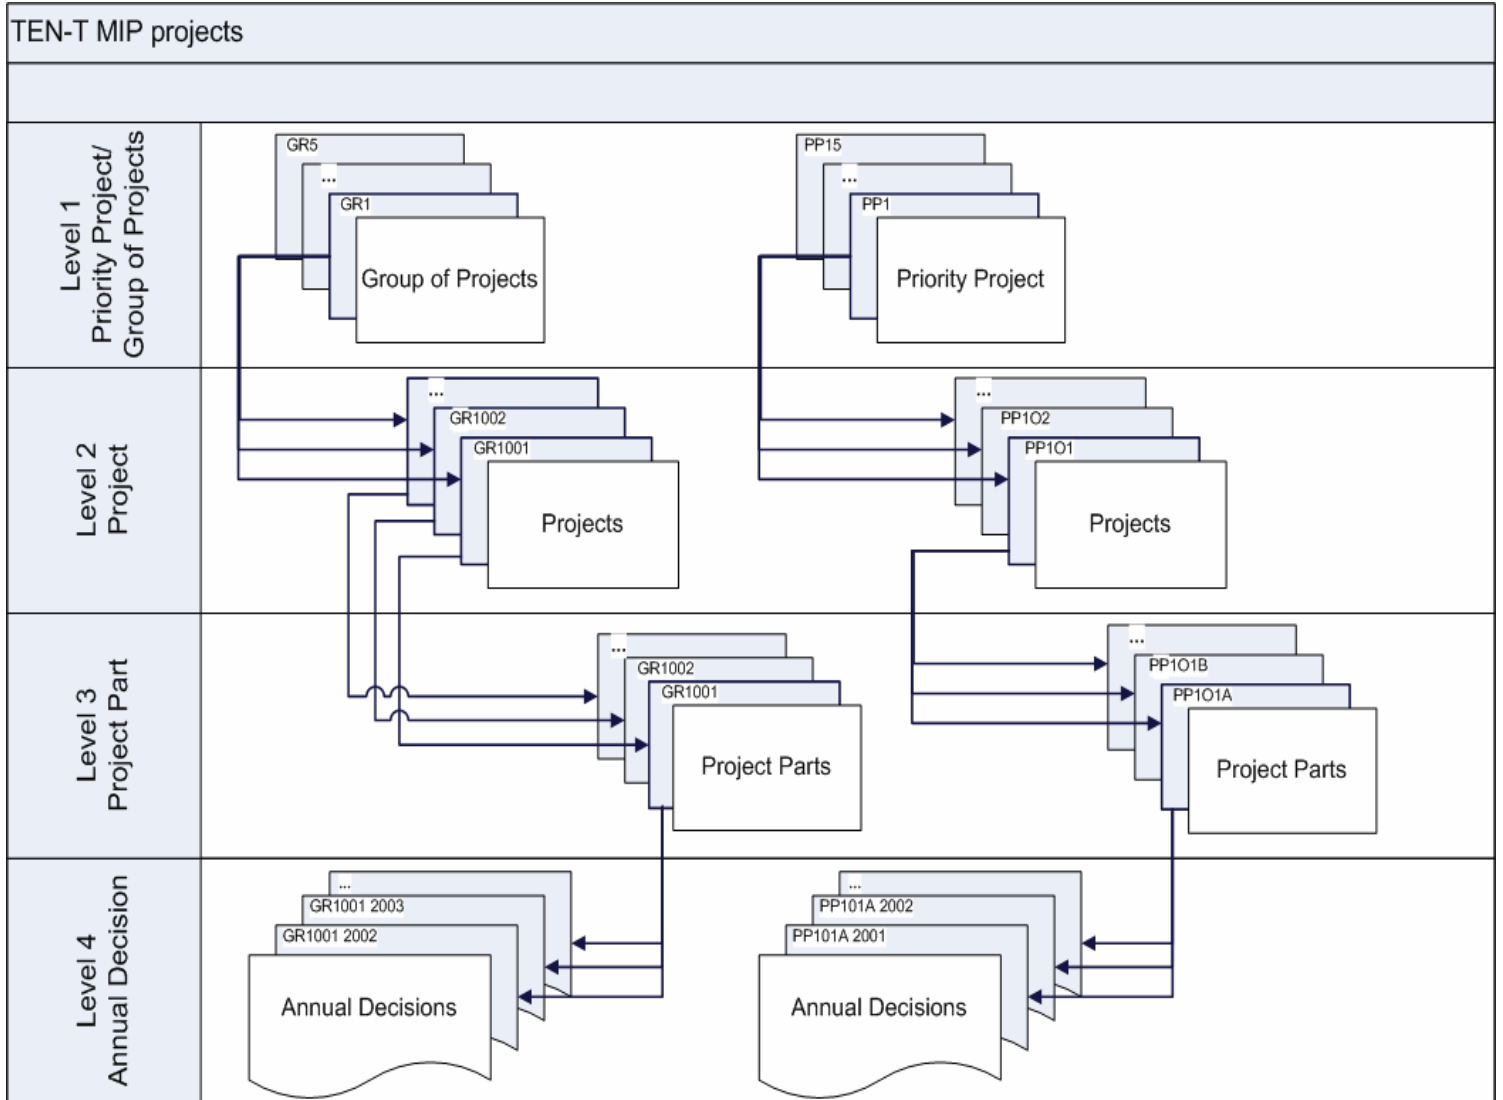 TEN-T MIP projects
Level 1
Priority Project/
Group of Projects
GR5
...
GR1
Group of Projects
PP15
...
PP1
Priority Project
Level 2
Project
...
GR1002
GR1001
Projects
...
PP1O2
PP1O1
Projects
Level 3
Project Part
...
GR1002
GR1001
Project Parts
...
PP1O1B
PP1O1A
Project Parts
Level 4
Annual Decision
...
GR1001 2003
GR1001 2002
Annual Decisions
...
PP101A 2002
PP101A 2001
Annual Decisions